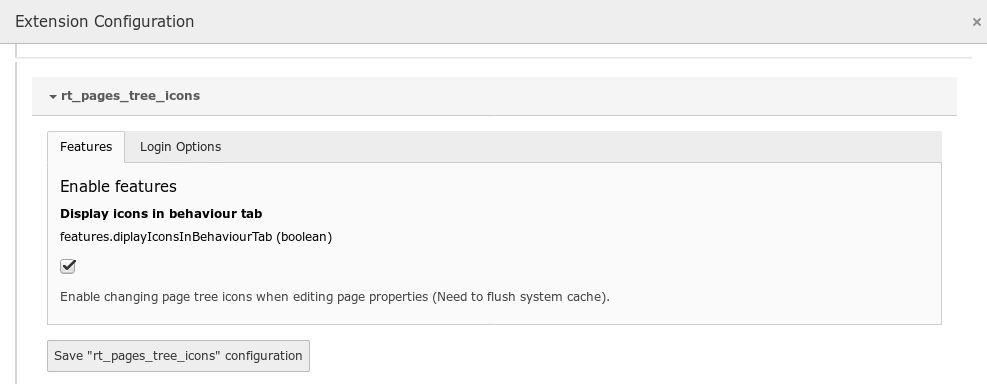 Extension Configuration
×
rt_pages_tree_icons
Features
Login Options
Enable features
Display icons in behaviour tab
features.diplayIconsInBehaviourTab (boolean)
Enable changing page tree icons when editing page properties (Need to flush system cache).
Save "rt_pages_tree_icons" configuration